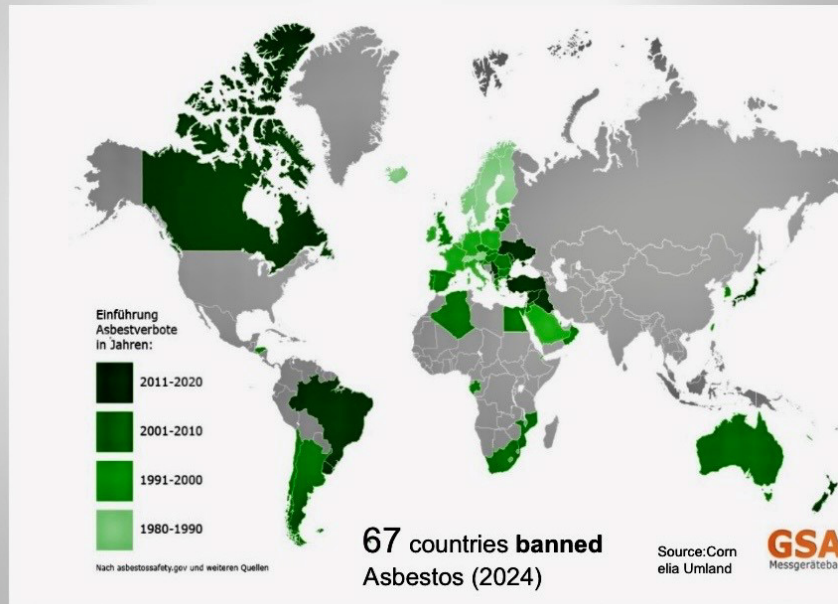 Einführung
Asbestverbote
in Jahren:
2011-2020
2001-2010
1991-2000
1980-1990
Nach asbestossafety.gov und weiteren Quellen
67 countries banned
Asbestos (2024)
Source:Corn
elia Umland
GSA